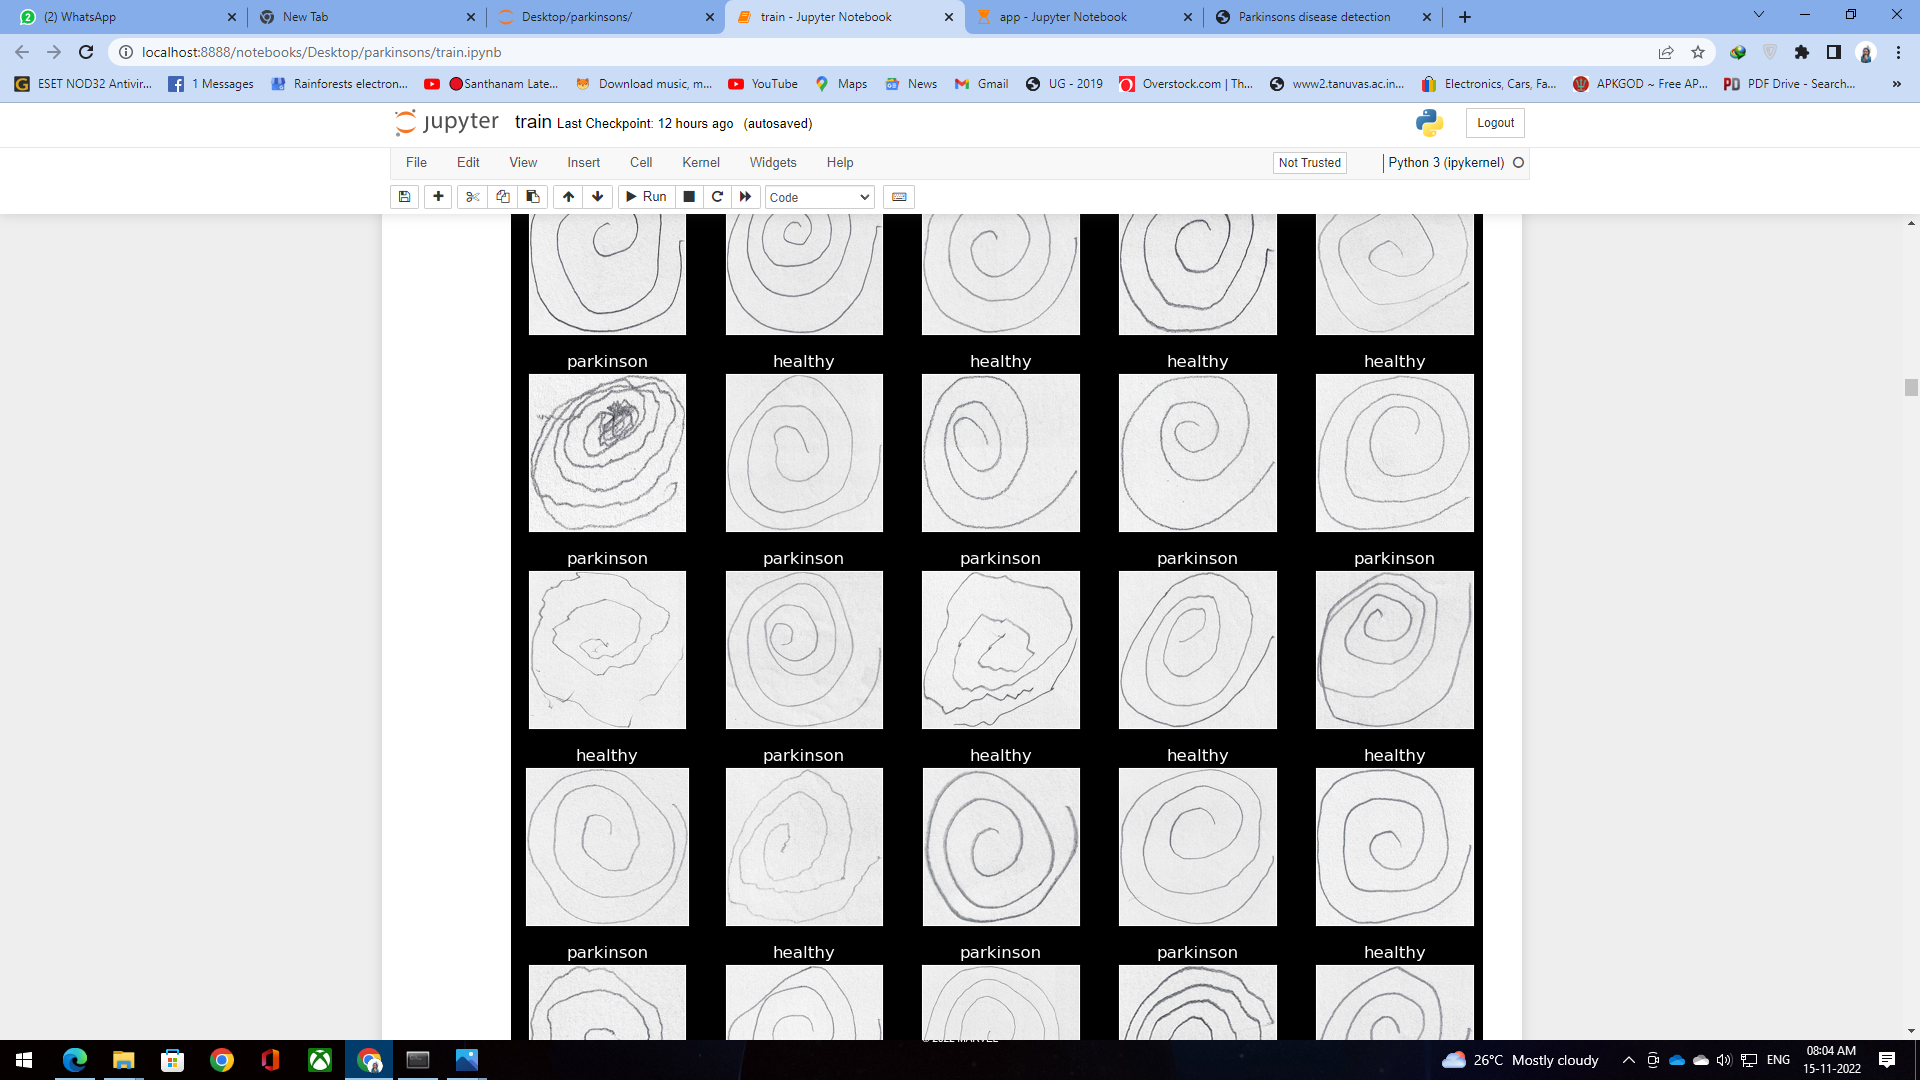 (2) WhatsApp
New Tab
Desktop/parkinsons/
train - Jupyter Notebook
app - Jupyter Notebook
Parkinsons disease detection
localhost:8888/notebooks/Desktop/parkinsons/train.ipynb
ESET NOD32 Antivir...
1 Messages
Rainforests electron...
Santhanam Late...
Download music, m...
YouTube
Maps
News
Gmail
UG - 2019
Overstock.com | Th...
www2.tanuvas.ac.in...
Electronics, Cars, Fa...
APKGOD ~ Free AP...
PDF Drive - Search...
»
jupyter train Last Checkpoint: 12 hours ago (autosaved)
Logout
File Edit View Insert Cell Kernel Widgets Help
Not Trusted
Python 3 (ipykernel)
Run
Code
parkinson healthy healthy healthy healthy
parkinson parkinson parkinson parkinson parkinson
healthy parkinson healthy healthy healthy
parkinson healthy parkinson parkinson healthy
© 2022 MARVEL
26°C Mostly cloudy
ENG
08:04 AM
15-11-2022